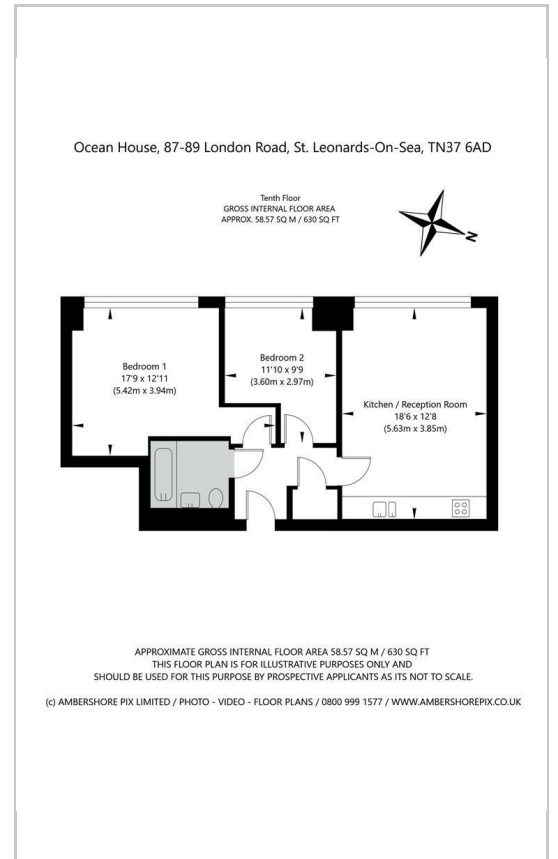 Ocean House, 87-89 London Road, St. Leonards-On-Sea, TN37 6AD
Tenth Floor
GROSS INTERNAL FLOOR AREA
APPROX. 58.57 SQ M / 630 SQ FT
N
Bedroom 1
17'9 x 12'11
(5.42m x 3.94m)
Bedroom 2
11'10 x 9'9
(3.60m x 2.97m)
Kitchen / Reception Room
18'6 x 12'8
(5.63m x 3.85m)
APPROXIMATE GROSS INTERNAL FLOOR AREA 58.57 SQ M / 630 SQ FT
THIS FLOOR PLAN IS FOR ILLUSTRATIVE PURPOSES ONLY AND
SHOULD BE USED FOR THIS PURPOSE BY PROSPECTIVE APPLICANTS AS ITS NOT TO SCALE.
(c) AMBERSHORE PIX LIMITED / PHOTO - VIDEO - FLOOR PLANS / 0800 999 1577 / WWW.AMBERSHOREPIX.CO.UK